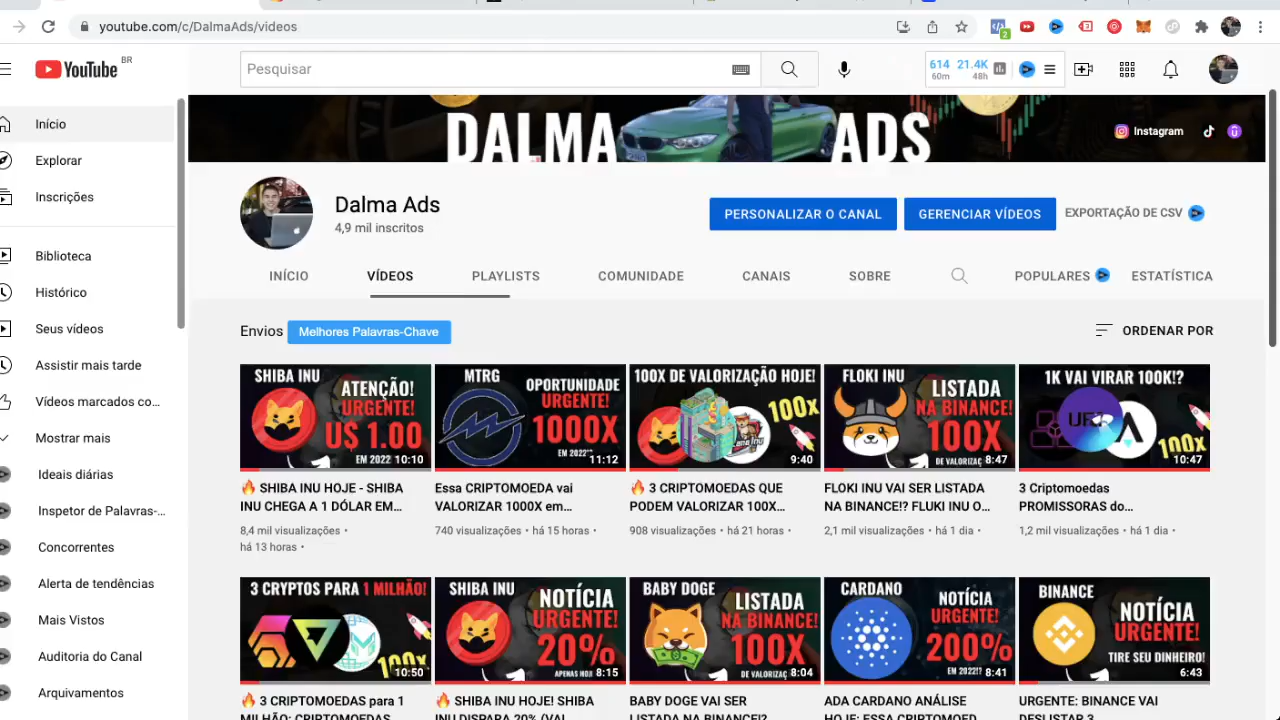 youtube.com/c/DalmaAds/videos
2
YouTube BR
Pesquisar
614 21.4K
60m 48h
Início
Explorar
Inscrições
Biblioteca
Histórico
Seus vídeos
Assistir mais tarde
Vídeos marcados co...
Mostrar mais
Ideais diárias
Inspetor de Palavras-...
Concorrentes
Alerta de tendências
Mais Vistos
Auditoria do Canal
Arquivamentos
DALMA ADS
Instagram
Dalma Ads
4,9 mil inscritos
PERSONALIZAR O CANAL
GERENCIAR VÍDEOS
EXPORTAÇÃO DE CSV
INÍCIO
VÍDEOS
PLAYLISTS
COMUNIDADE
CANAIS
SOBRE
POPULARES
ESTATÍSTICA
Envios
Melhores Palavras-Chave
ORDENAR POR
SHIBA INU
ATENÇÃO!
URGENTE!
U$ 1.00
EM 2022
10:10
🔥 SHIBA INU HOJE - SHIBA
INU CHEGA A 1 DÓLAR EM...
8,4 mil visualizações •
há 13 horas •
MTRG
OPORTUNIDADE
URGENTE!
1000X
EM 2022
11:12
Essa CRIPTOMOEDA vai
VALORIZAR 1000X em...
740 visualizações • há 15 horas •
100X DE VALORIZAÇÃO HOJE!
100x
9:40
🔥 3 CRIPTOMOEDAS QUE
PODEM VALORIZAR 100X...
908 visualizações • há 21 horas •
FLOKI INU
LISTADA
NA BINANCE!
100X
DE VALORIZAÇ
8:47
FLOKI INU VAI SER LISTADA
NA BINANCE!? FLUKI INU O...
2,1 mil visualizações • há 1 dia •
1K VAI VIRAR 100K!?
100x
10:47
3 Criptomoedas
PROMISSORAS do...
1,2 mil visualizações • há 1 dia •
3 CRYPTOS PARA 1 MILHÃO!
100x
10:50
🔥 3 CRIPTOMOEDAS para 1
MILHÃO: CRIPTOMOEDAS
SHIBA INU
NOTÍCIA
URGENTE!
20%
APENAS HOJ
8:15
🔥 SHIBA INU HOJE! SHIBA
INU DISPARA 20% (VAI
BABY DOGE
LISTADA
NA BINANCE!
100X
DE VALORIZAÇ
8:04
BABY DOGE VAI SER
LISTADA NA BINANCE!?
CARDANO
NOTÍCIA
URGENTE!
200%
EM 2022!?
8:41
ADA CARDANO ANÁLISE
HOJE: ESSA CRIPTOMOED
BINANCE
NOTÍCIA
URGENTE!
TIRE SEU DINHEIRO!
6:43
URGENTE: BINANCE VAI
DESLISTAR 3